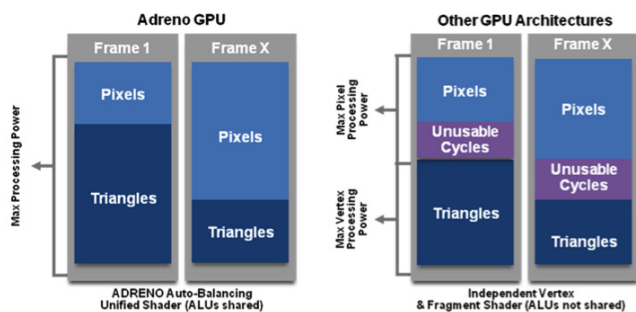 Adreno GPU
Frame 1
Frame X
Pixels
Triangles
Pixels
Triangles
Max Processing Power
ADRENO Auto-Balancing
Unified Shader (ALUs shared)
Other GPU Architectures
Frame 1
Frame X
Max Pixel
Processing
Power
Max Vertex
Processing
Power
Pixels
Unusable
Cycles
Triangles
Pixels
Unusable
Cycles
Triangles
Independent Vertex
& Fragment Shader (ALUs not shared)